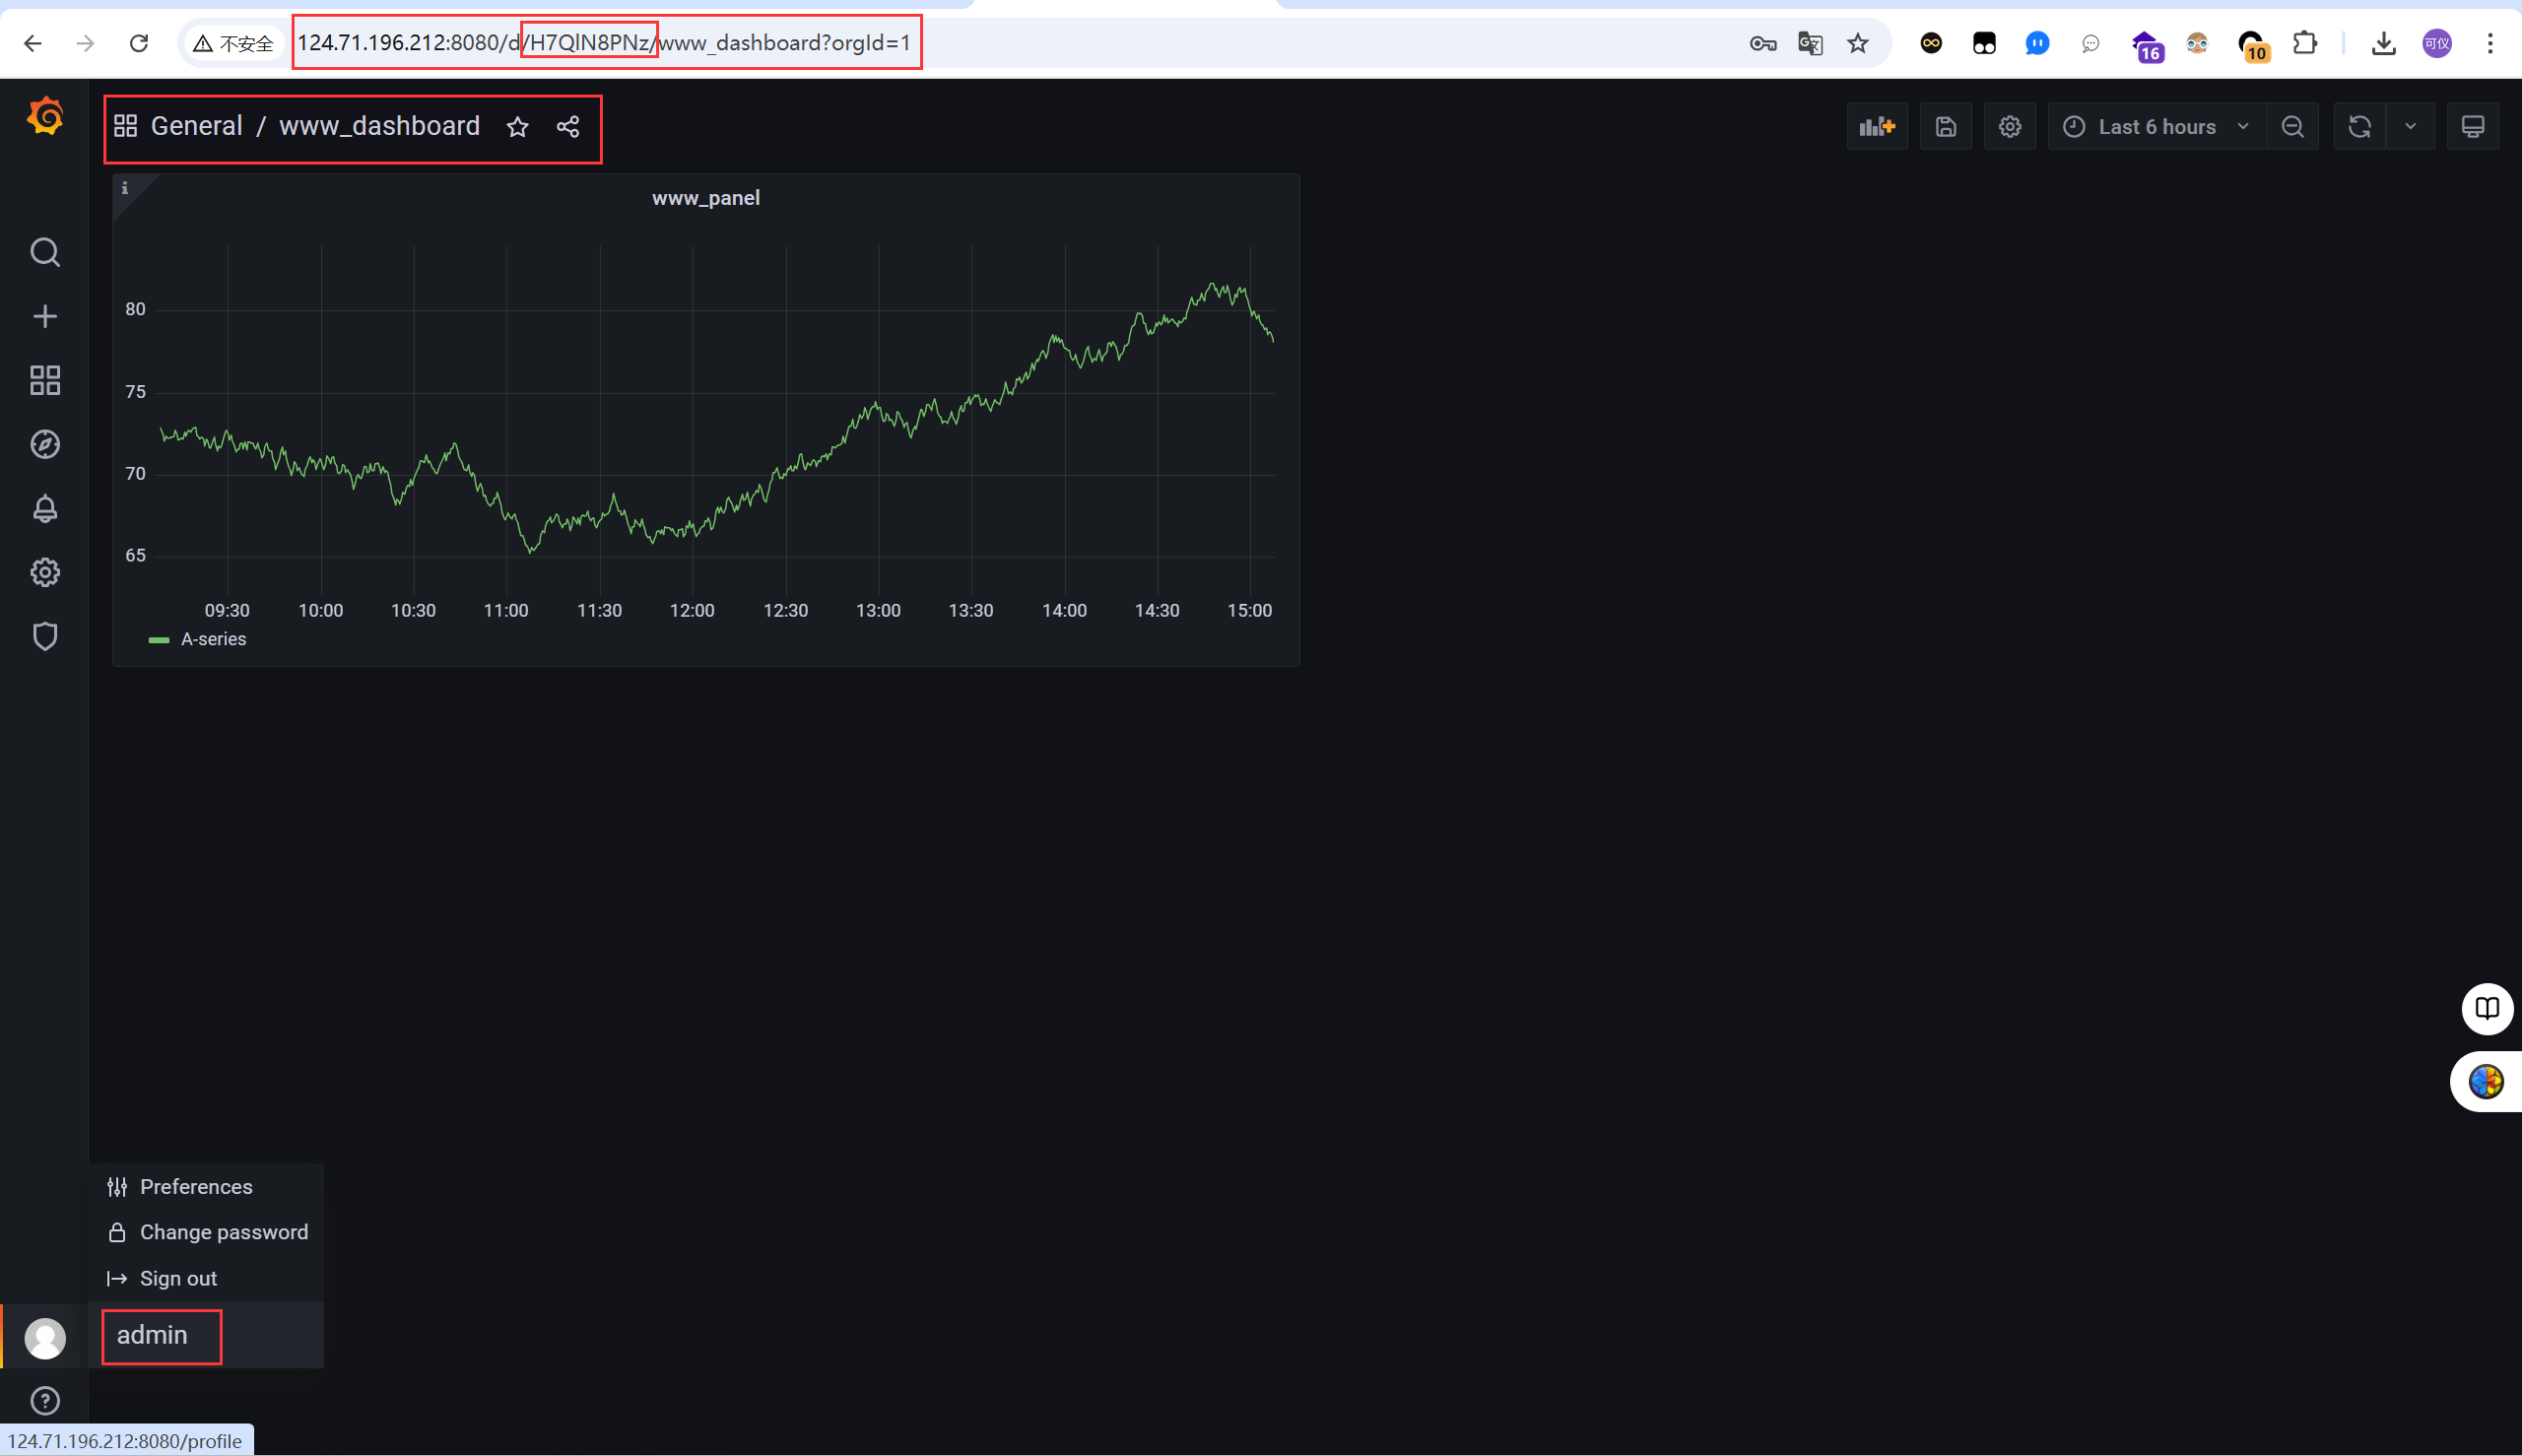 不安全
124.71.196.212:8080/d/H7QlN8PNz/www_dashboard?orgId=1
16
10
可仪
General / www_dashboard
Last 6 hours
i
www_panel
80
75
70
65
09:30 10:00 10:30 11:00 11:30 12:00 12:30 13:00 13:30 14:00 14:30 15:00
A-series
Preferences
Change password
Sign out
admin
124.71.196.212:8080/profile